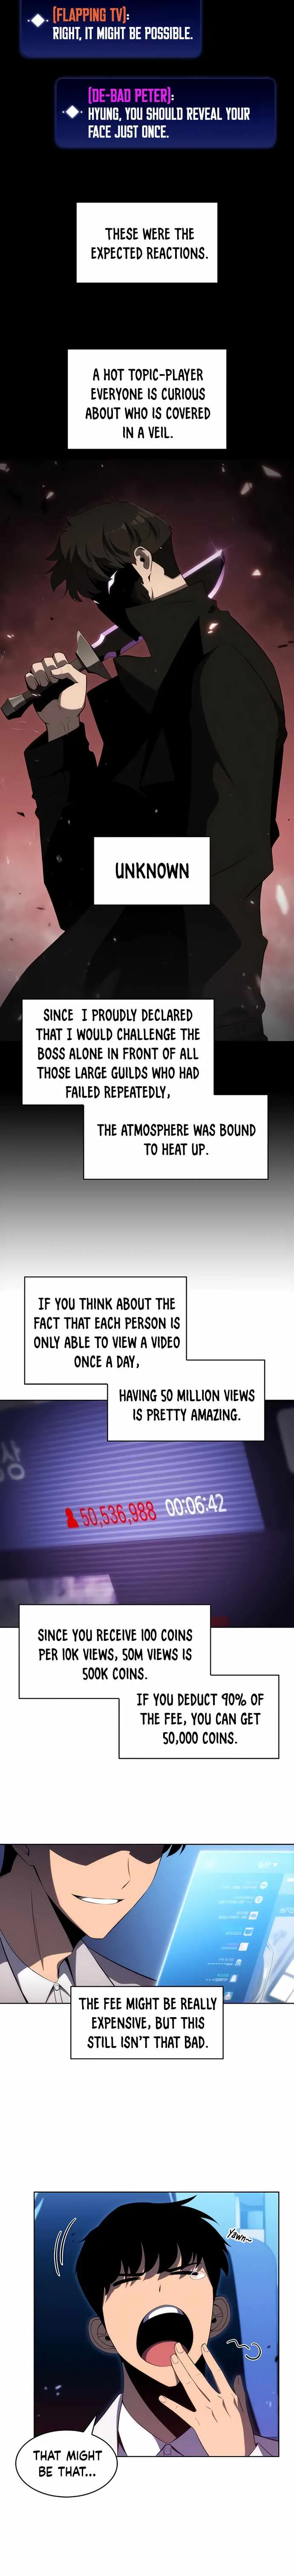 [FLAPPING TV]:
RIGHT, IT MIGHT BE POSSIBLE.
[DE-BAD PETER]:
HYUNG, YOU SHOULD REVEAL YOUR
FACE JUST ONCE.
THESE WERE THE
EXPECTED REACTIONS.
A HOT TOPIC-PLAYER
EVERYONE IS CURIOUS
ABOUT WHO IS COVERED
IN A VEIL.
UNKNOWN
SINCE I PROUDLY DECLARED
THAT I WOULD CHALLENGE THE
BOSS ALONE IN FRONT OF ALL
THOSE LARGE GUILDS WHO HAD
FAILED REPEATEDLY,
THE ATMOSPHERE WAS BOUND
TO HEAT UP.
IF YOU THINK ABOUT THE
FACT THAT EACH PERSON IS
ONLY ABLE TO VIEW A VIDEO
ONCE A DAY,
HAVING 50 MILLION VIEWS
IS PRETTY AMAZING.
상
50,536,988 00:06:42
SINCE YOU RECEIVE 100 COINS
PER 10K VIEWS, 50M VIEWS IS
500K COINS.
IF YOU DEDUCT 90% OF
THE FEE, YOU CAN GET
50,000 COINS.
THE FEE MIGHT BE REALLY
EXPENSIVE, BUT THIS
STILL ISN'T THAT BAD.
Yawn~
THAT MIGHT
BE THAT...